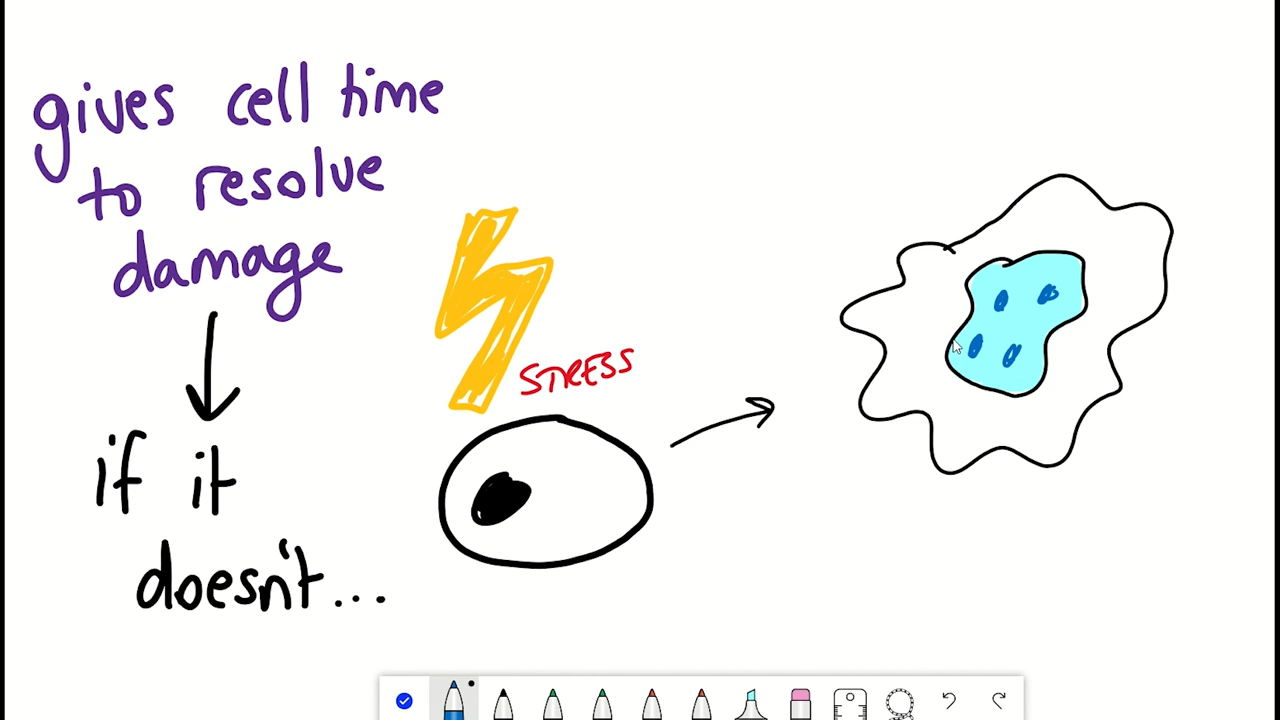 gives cell time
to resolve
damage
if it
doesn't...
STRESS